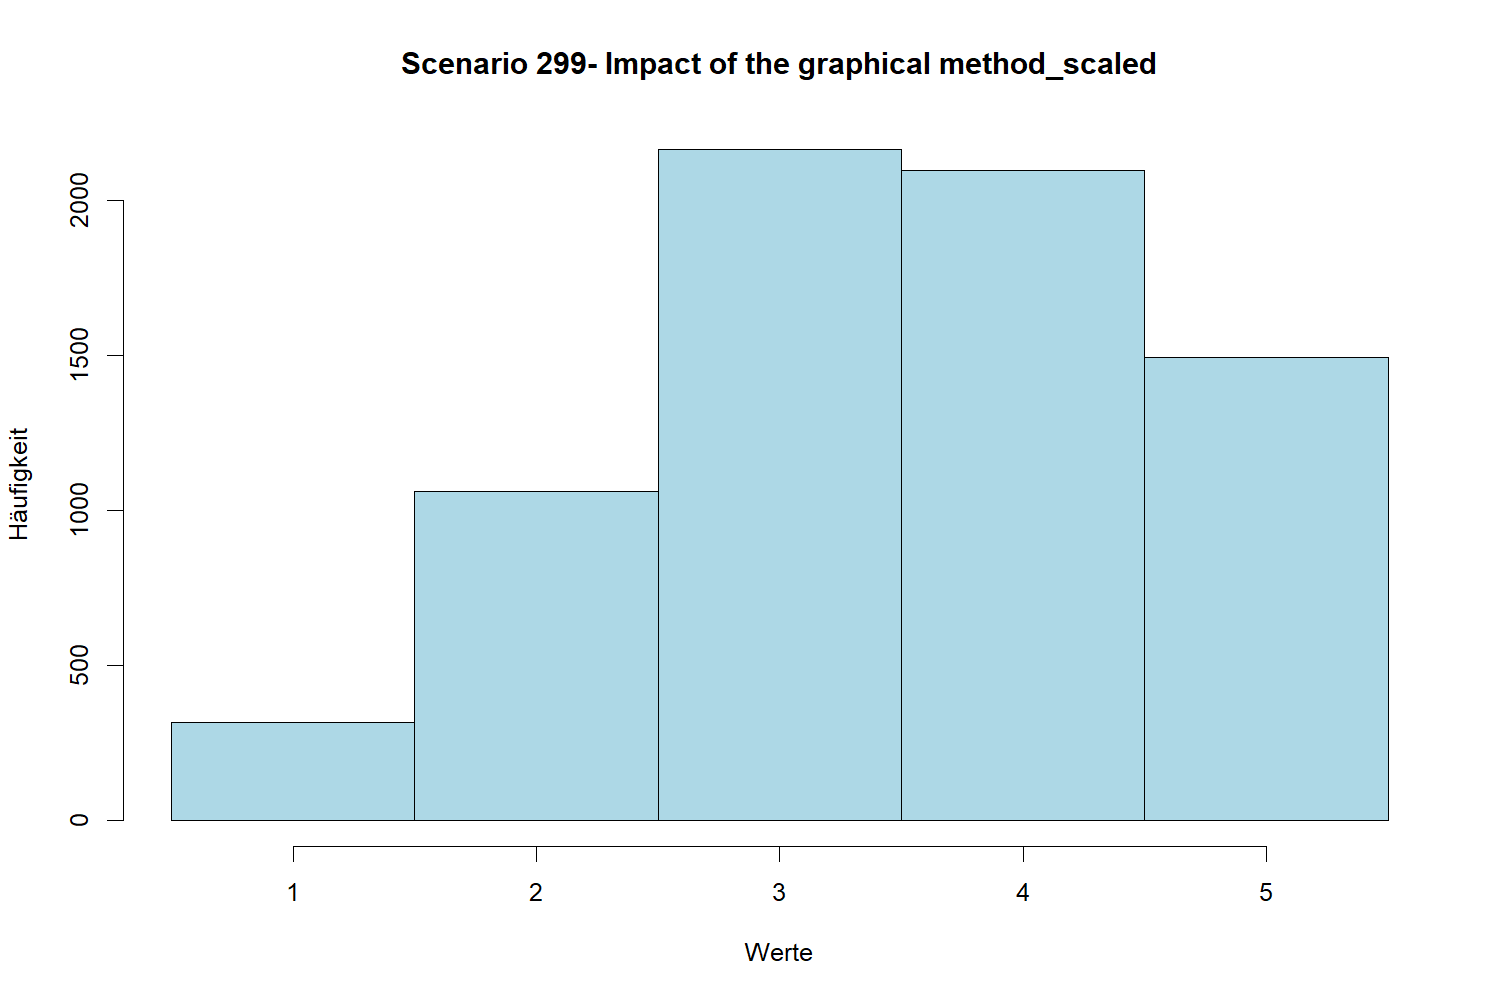 Scenario 299- Impact of the graphical method_scaled
Häufigkeit
2000
1500
1000
500
0
1 2 3 4 5
Werte